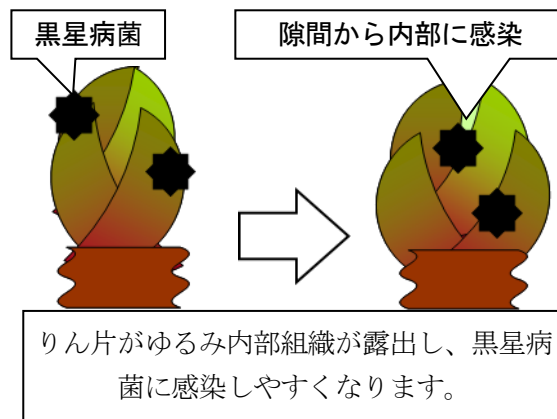 黒星病菌
隙間から内部に感染
りん片がゆるみ内部組織が露出し、黒星病
菌に感染しやすくなります。